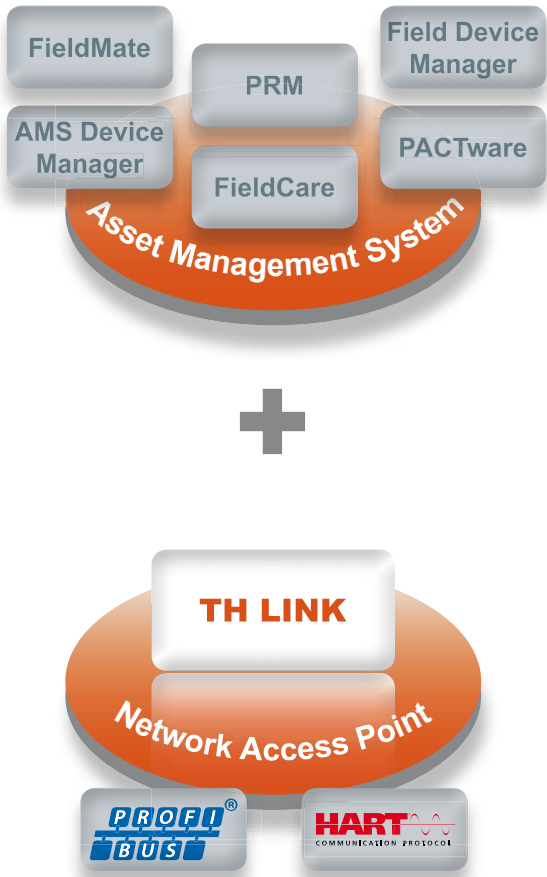 FieldMate
PRM
Field Device
Manager
AMS Device
Manager
FieldCare
PACTware
Asset Management System
TH LINK
Network Access Point
PROFI®
BUS
HART
COMMUNICATION PROTOCOL